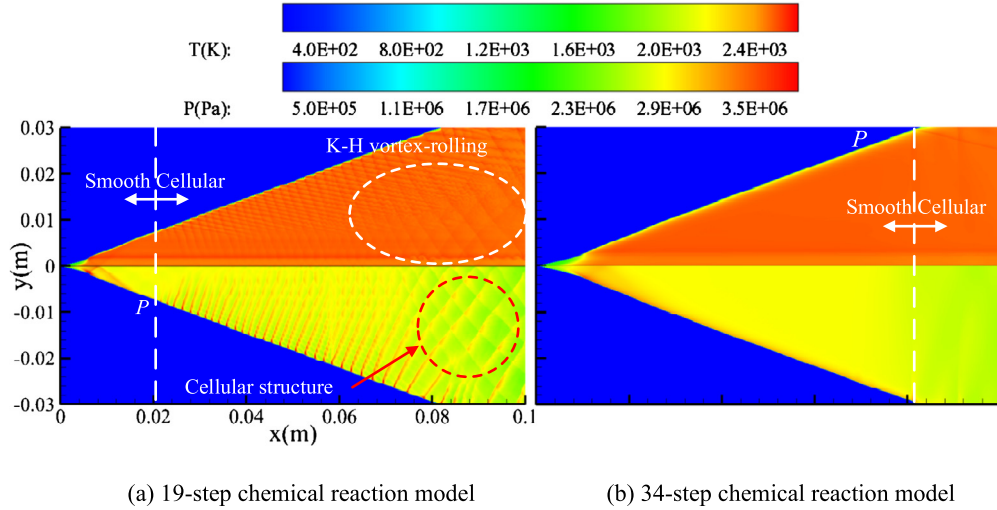 T(K): 4.0E+02 8.0E+02 1.2E+03 1.6E+03 2.0E+03 2.4E+03
P(Pa): 5.0E+05 1.1E+06 1.7E+06 2.3E+06 2.9E+06 3.5E+06
0.03
0.02
0.01
0
-0.01
-0.02
-0.03
y(m)
K-H vortex-rolling
Smooth Cellular
P
Cellular structure
0 0.02 0.04 0.06 0.08 0.1
x(m)
P
Smooth Cellular
(a) 19-step chemical reaction model
(b) 34-step chemical reaction model